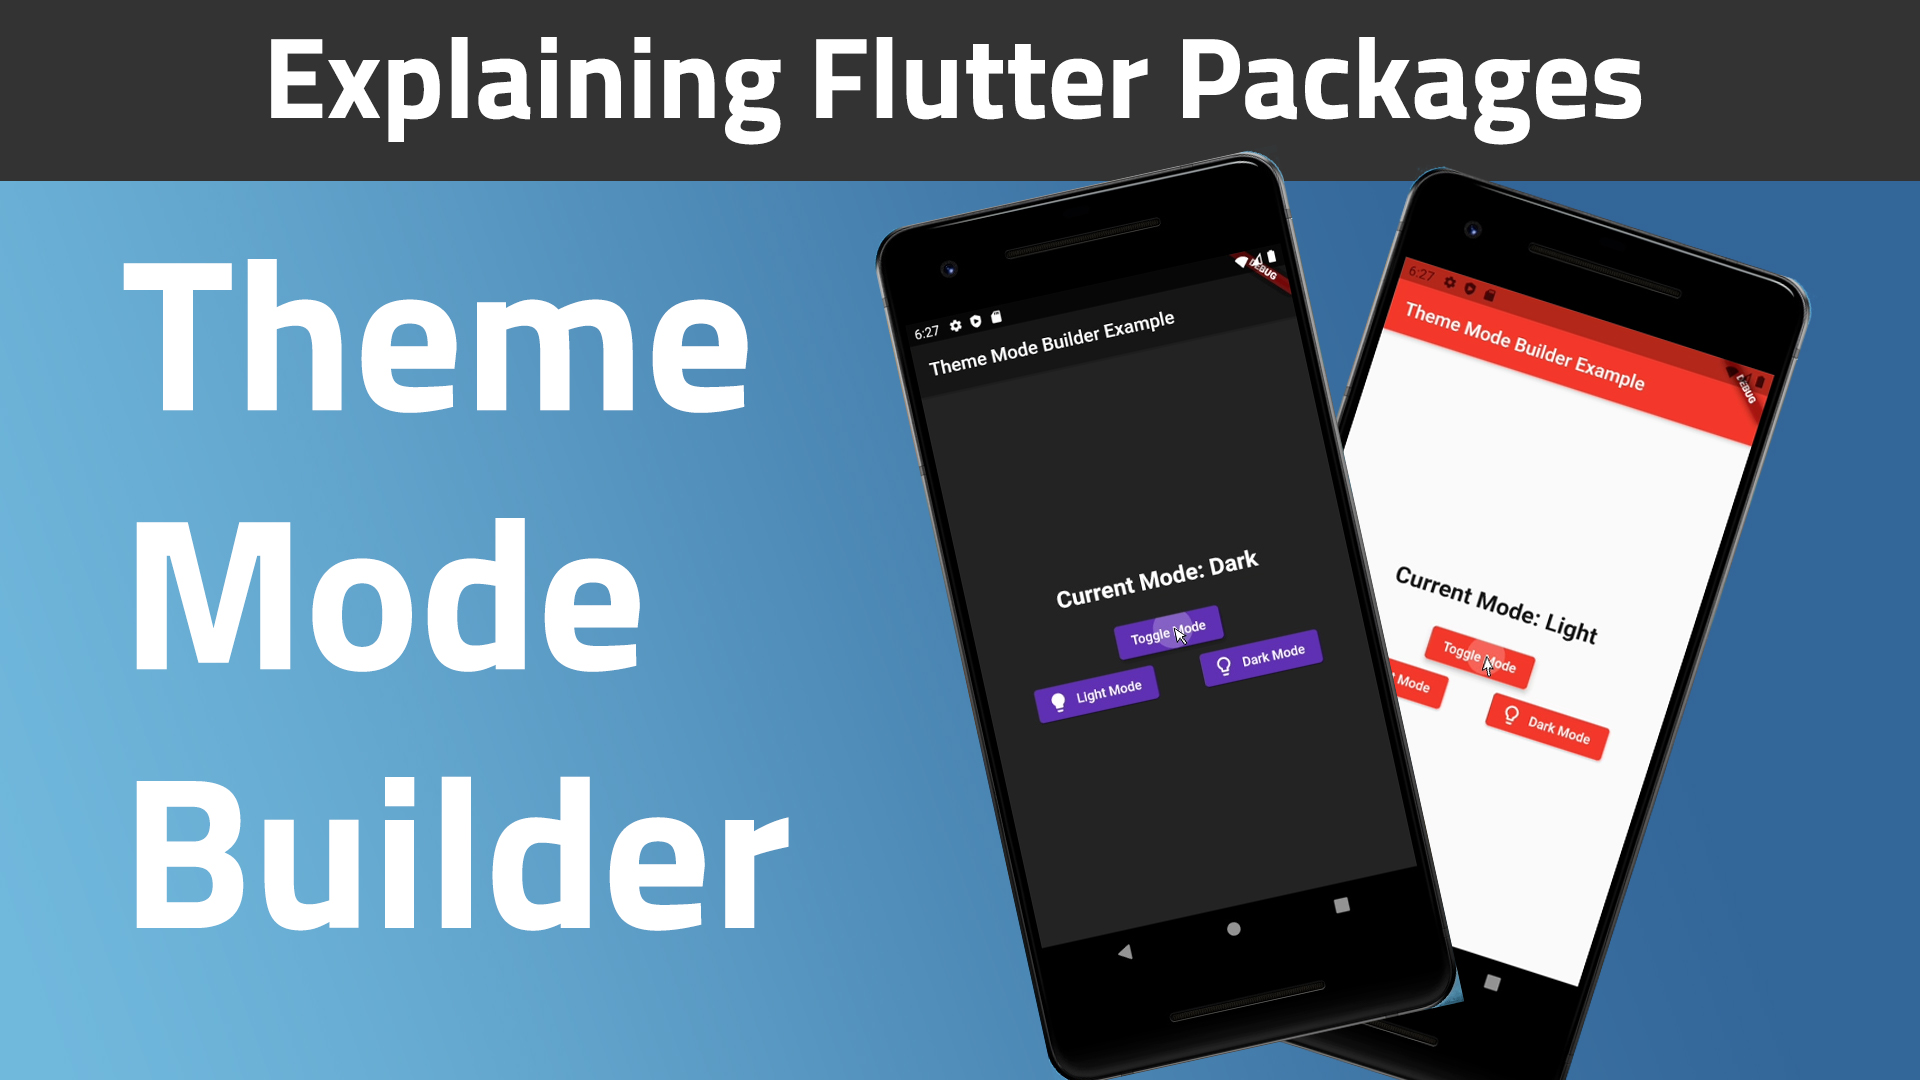 Explaining Flutter Packages
Theme
Mode
Builder
6:27
DEBUG
Theme Mode Builder Example
Current Mode: Dark
Toggle Mode
Light Mode
Dark Mode
6:27
DEBUG
Theme Mode Builder Example
Current Mode: Light
Toggle Mode
Mode
Dark Mode